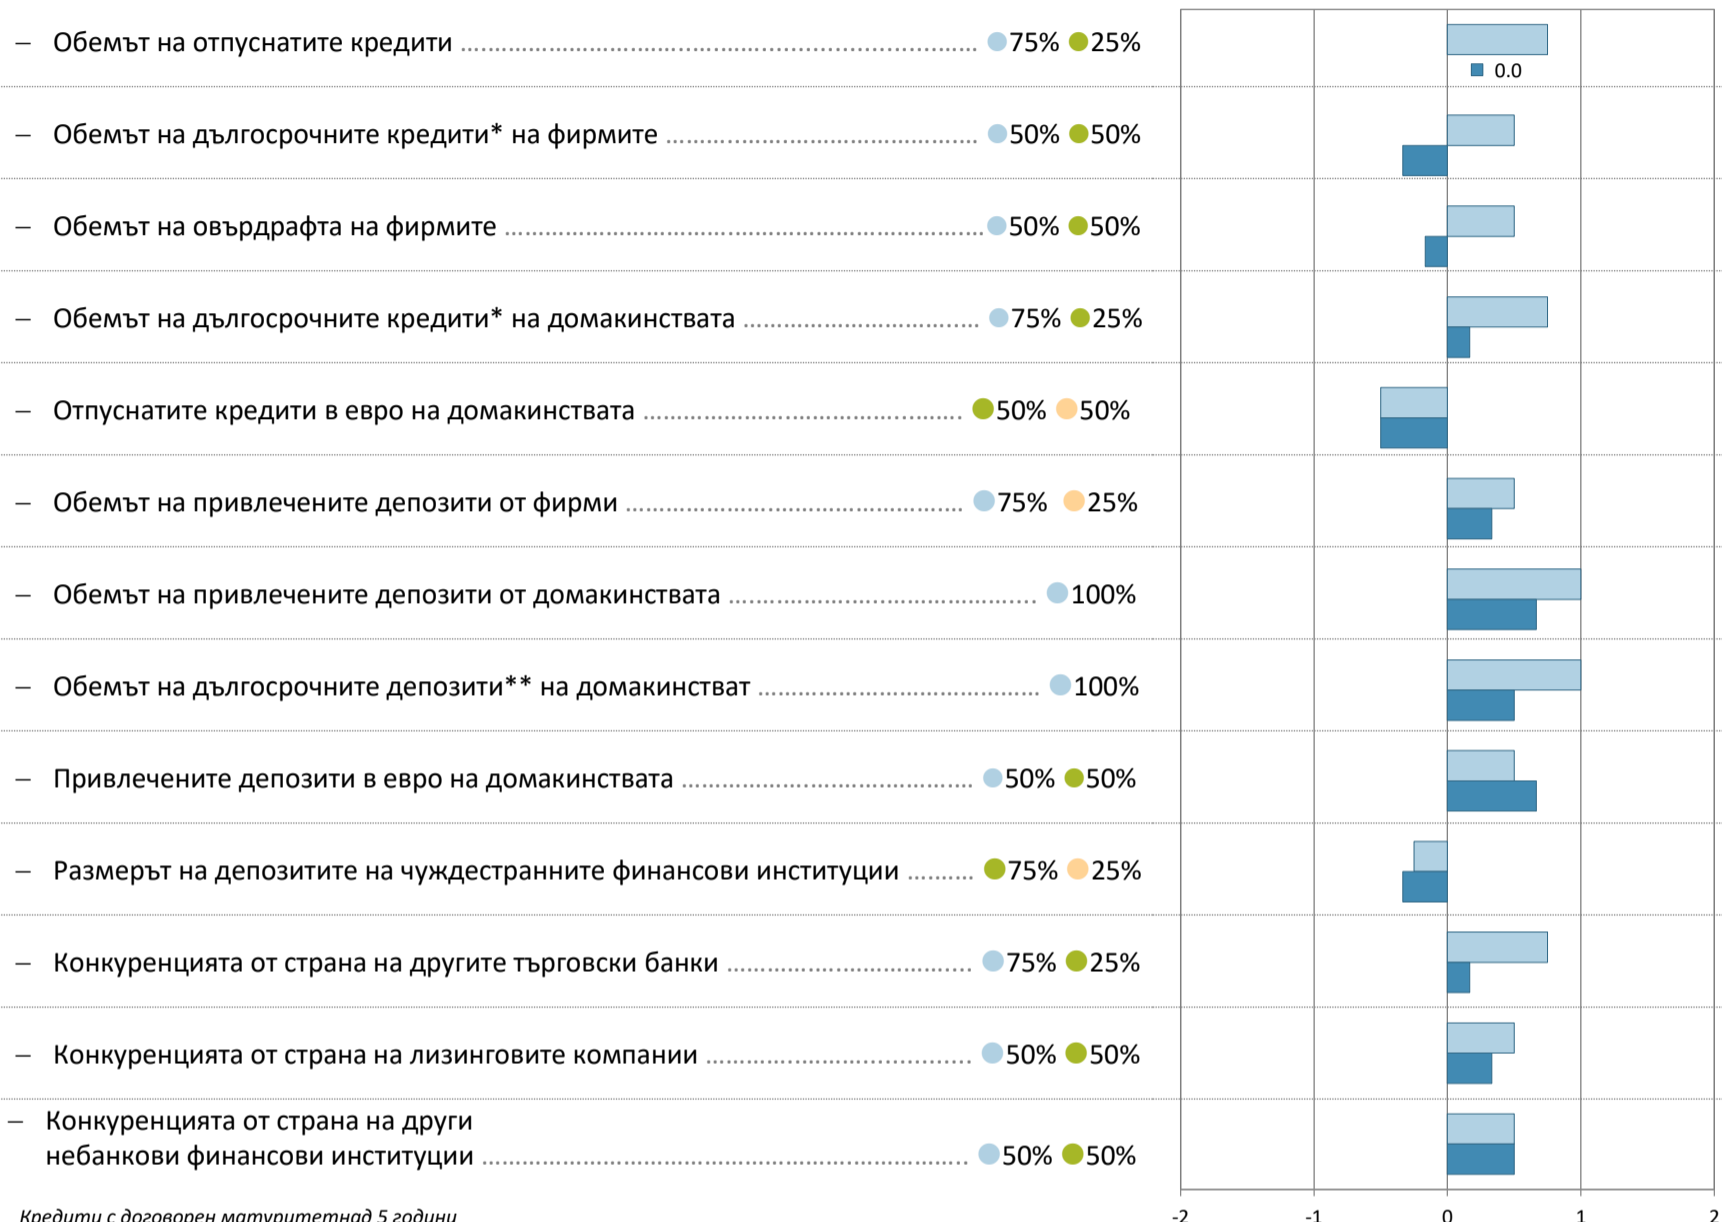 – Обемът на отпуснатите кредити ........ 75% 25%
0.0
– Обемът на дългосрочните кредити* на фирмите ........ 50% 50%
– Обемът на овърдрафта на фирмите ........ 50% 50%
– Обемът на дългосрочните кредити* на домакинствата ........ 75% 25%
– Отпуснатите кредити в евро на домакинствата ........ 50% 50%
– Обемът на привлечените депозити от фирми ........ 75% 25%
– Обемът на привлечените депозити от домакинствата ........ 100%
– Обемът на дългосрочните депозити** на домакинстват ........ 100%
– Привлечените депозити в евро на домакинствата ........ 50% 50%
– Размерът на депозитите на чуждестранните финансови институции ........ 75% 25%
– Конкуренцията от страна на другите търговски банки ........ 75% 25%
– Конкуренцията от страна на лизинговите компании ........ 50% 50%
– Конкуренцията от страна на други
небанкови финансови институции ........ 50% 50%
Кредити с договорен матуритетнад 5 години
-2 -1 0 1 2